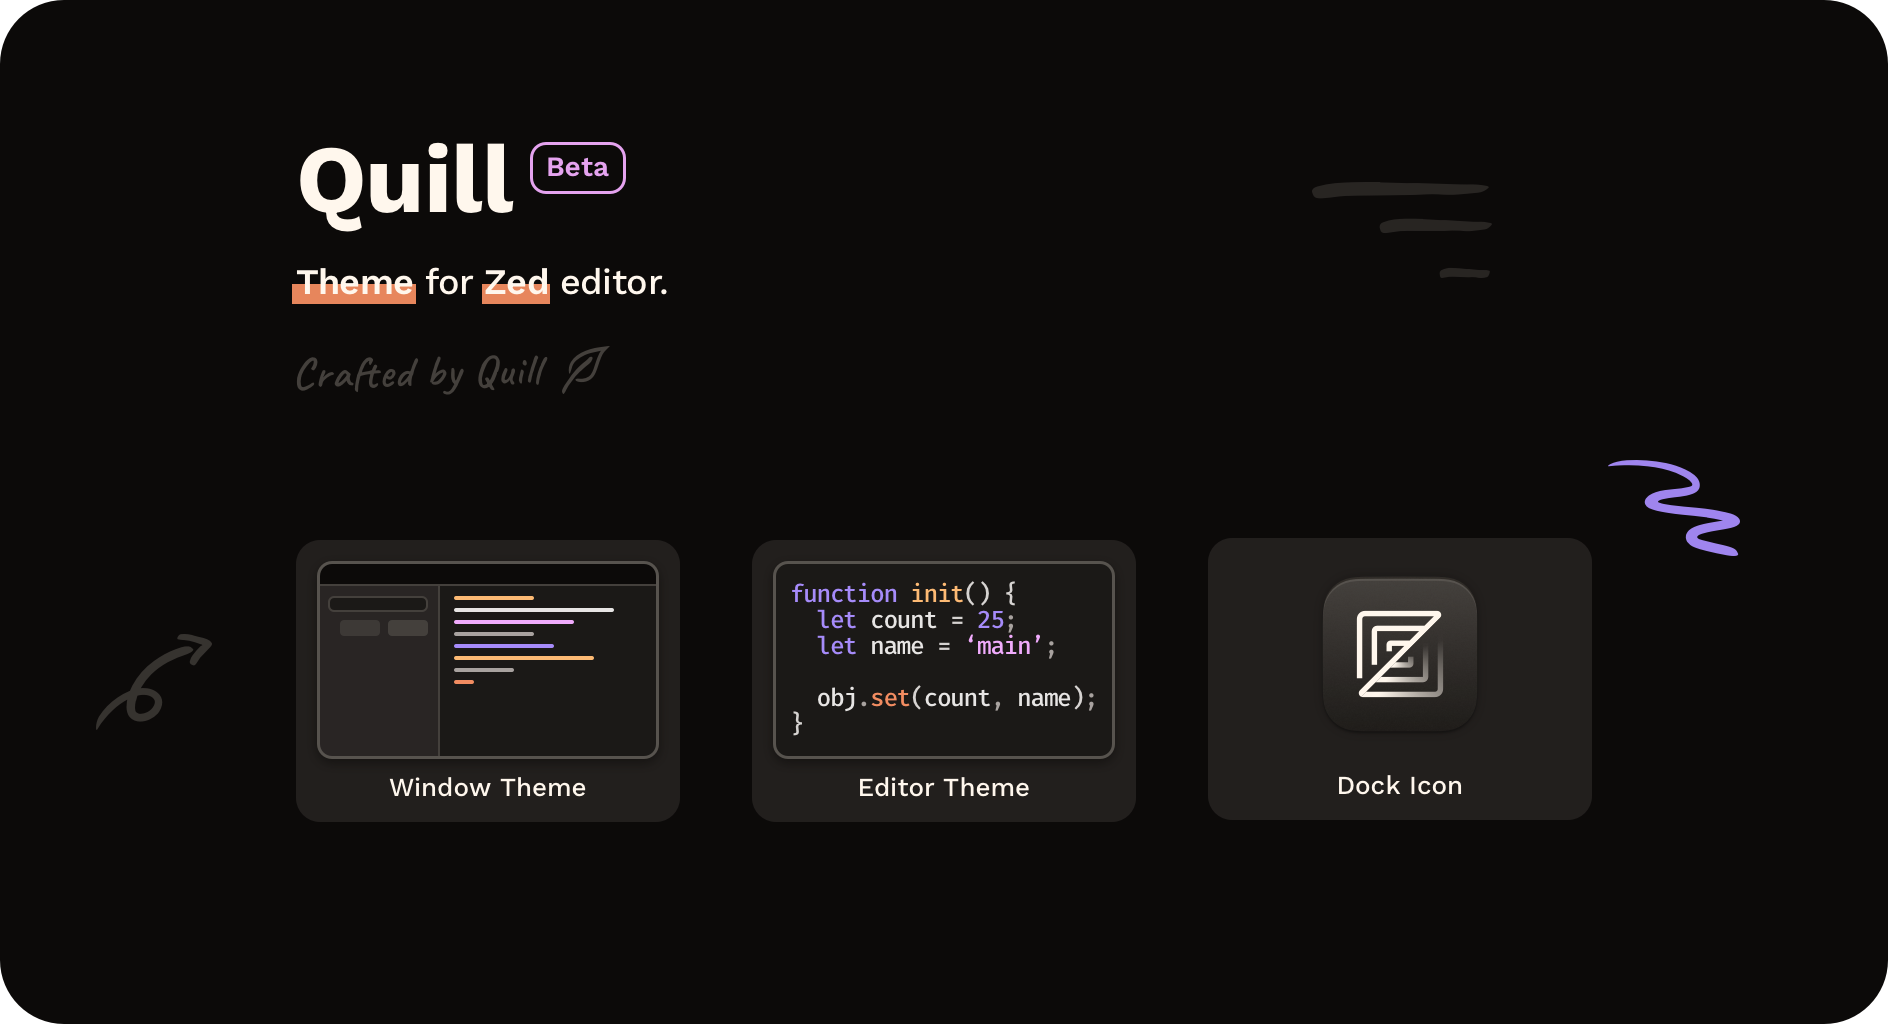 Quill Beta
Theme for Zed editor.
Crafted by Quill
function init() {
  let count = 25;
  let name = ‘main’;
  obj.set(count, name);
}
Window Theme
Editor Theme
Dock Icon